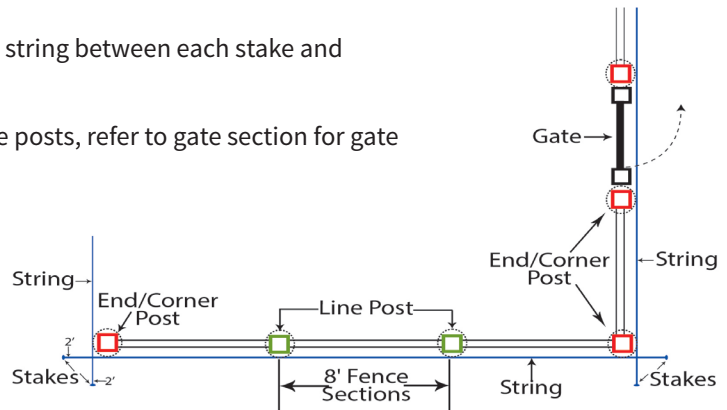 string between each stake and
e posts, refer to gate section for gate
Gate
End/Corner
Post
String
String
End/Corner
Post
Line Post
2'
Stakes
2'
8' Fence
Sections
String
Stakes